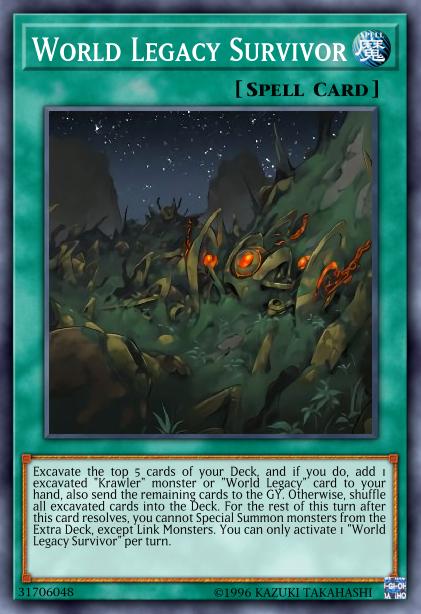 World Legacy Survivor
SPELL
魔
[Spell Card]
Excavate the top 5 cards of your Deck, and if you do, add 1
excavated "Krawler" monster or "World Legacy" card to your
hand, also send the remaining cards to the GY. Otherwise, shuffle
all excavated cards into the Deck. For the rest of this turn after
this card resolves, you cannot Special Summon monsters from the
Extra Deck, except Link Monsters. You can only activate 1 "World
Legacy Survivor" per turn.
31706048
©1996 KAZUKI TAKAHASHI